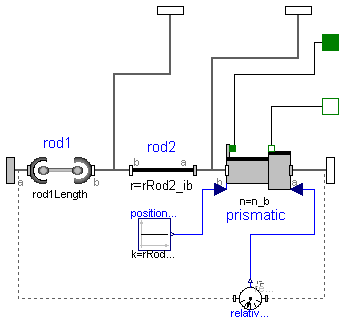 rod1
rod2
a
b
b
a
rod1Length
r=rRod2_ib
b
a
n=n_b
prismatic
position...
k=rRod...
relativ...